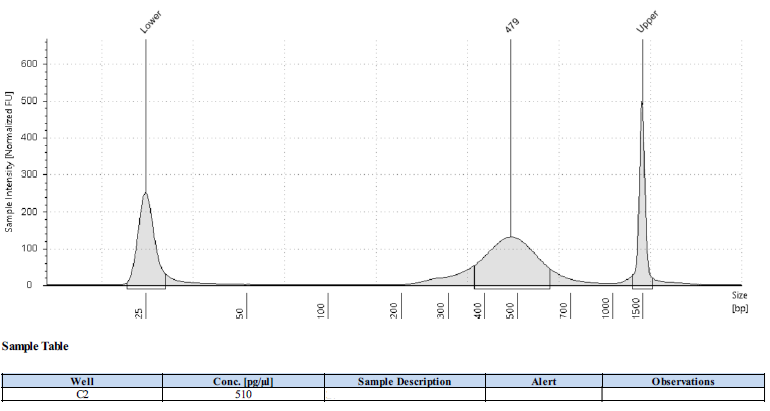 Lower
479
Upper
Sample Intensity [Normalized FU]
600
500
400
300
200
100
0
25
50
100
200
300
400
500
700
1000
1500
Size
[bp]
Sample Table
Well Conc. [pg/µl] Sample Description Alert Observations
C2 510